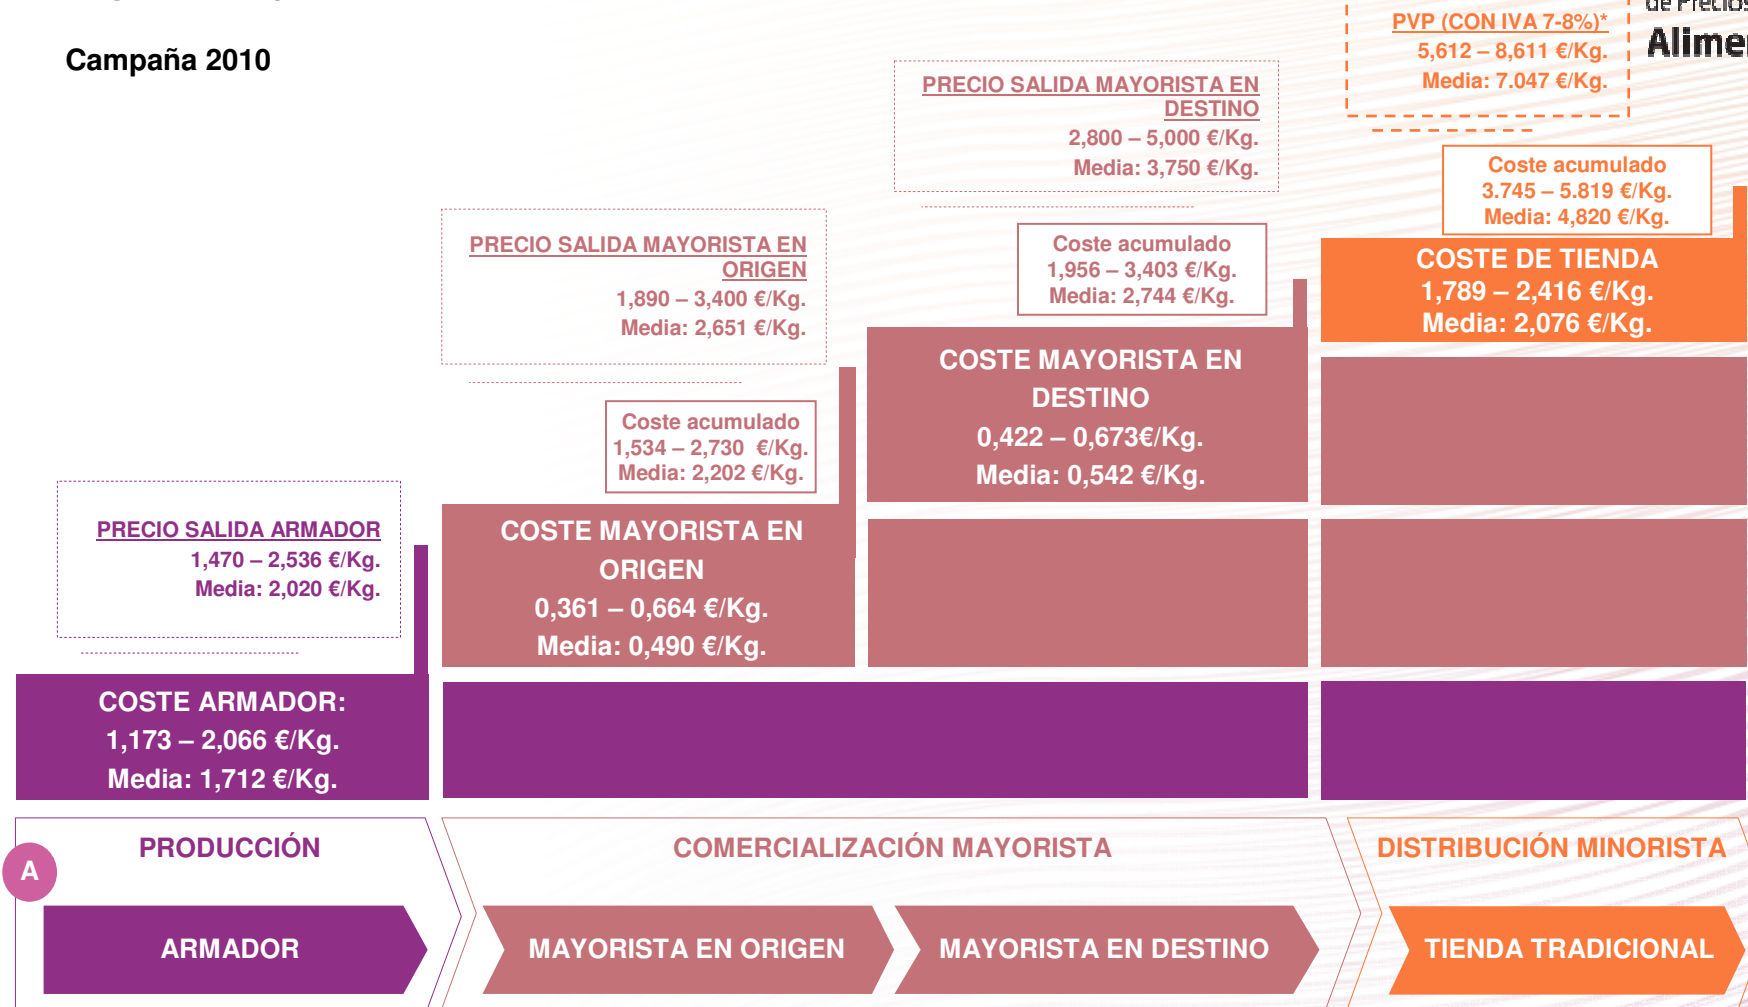 Campaña 2010
de Precios
PVP (CON IVA 7-8%)*
5,612 – 8,611 €/Kg.
Media: 7.047 €/Kg.
PRECIO SALIDA MAYORISTA EN
DESTINO
2,800 – 5,000 €/Kg.
Media: 3,750 €/Kg.
Coste acumulado
3.745 – 5.819 €/Kg.
Media: 4,820 €/Kg.
PRECIO SALIDA MAYORISTA EN
ORIGEN
1,890 – 3,400 €/Kg.
Media: 2,651 €/Kg.
Coste acumulado
1,956 – 3,403 €/Kg.
Media: 2,744 €/Kg.
COSTE DE TIENDA
1,789 – 2,416 €/Kg.
Media: 2,076 €/Kg.
Coste acumulado
1,534 – 2,730 €/Kg.
Media: 2,202 €/Kg.
COSTE MAYORISTA EN
DESTINO
0,422 – 0,673€/Kg.
Media: 0,542 €/Kg.
PRECIO SALIDA ARMADOR
1,470 – 2,536 €/Kg.
Media: 2,020 €/Kg.
COSTE MAYORISTA EN
ORIGEN
0,361 – 0,664 €/Kg.
Media: 0,490 €/Kg.
COSTE ARMADOR:
1,173 – 2,066 €/Kg.
Media: 1,712 €/Kg.
PRODUCCIÓN
COMERCIALIZACIÓN MAYORISTA
DISTRIBUCIÓN MINORISTA
A
ARMADOR
MAYORISTA EN ORIGEN
MAYORISTA EN DESTINO
TIENDA TRADICIONAL